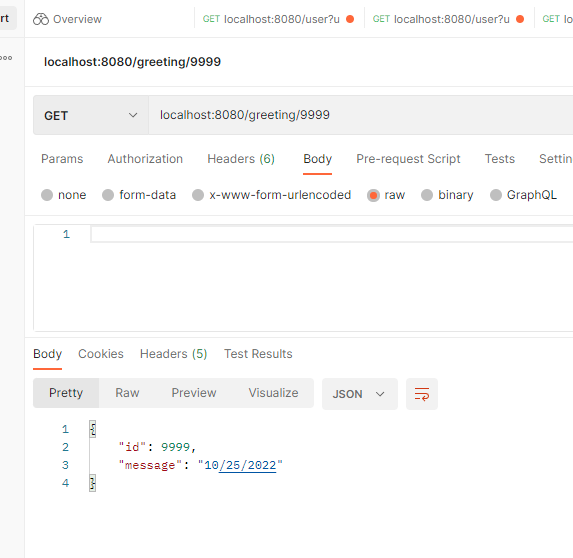 rt
Overview
GET localhost:8080/user?u
GET localhost:8080/user?u
GET lo
localhost:8080/greeting/9999
GET
localhost:8080/greeting/9999
Params Authorization Headers (6) Body Pre-request Script Tests Settin
none form-data x-www-form-urlencoded raw binary GraphQL
1
Body Cookies Headers (5) Test Results
Pretty Raw Preview Visualize JSON
1 {
2 "id": 9999,
3 "message": "10/25/2022"
4 }